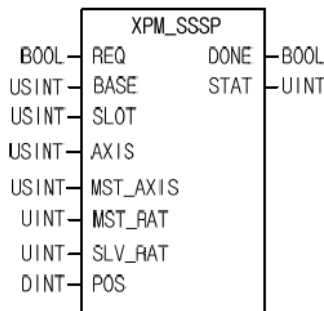 XPM_SSSP
BOOL REQ DONE BOOL
USINT BASE STAT UINT
USINT SLOT
USINT AXIS
USINT MST_AXIS
UINT MST_RAT
UINT SLV_RAT
DINT POS